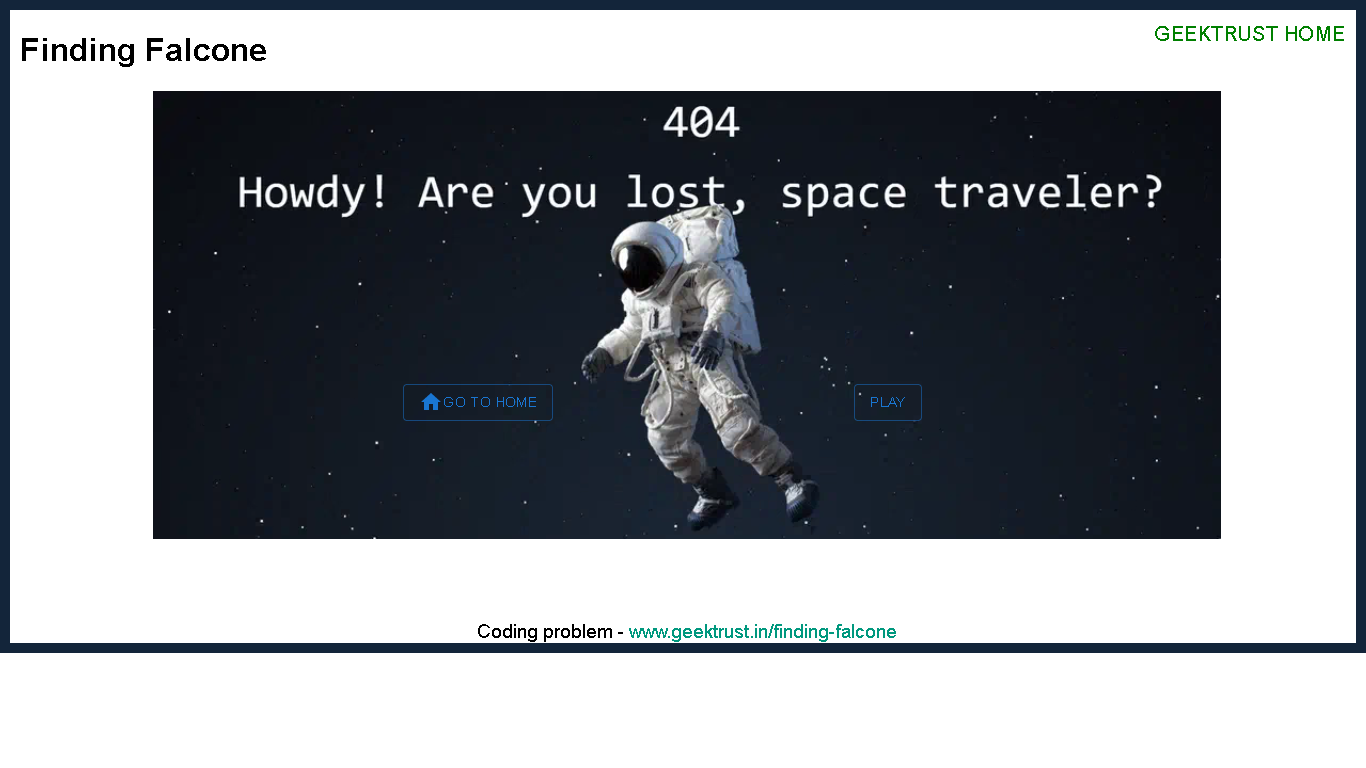 Finding Falcone
GEEKTRUST HOME
404
Howdy! Are you lost, space traveler?
GO TO HOME
PLAY
Coding problem - www.geektrust.in/finding-falcone